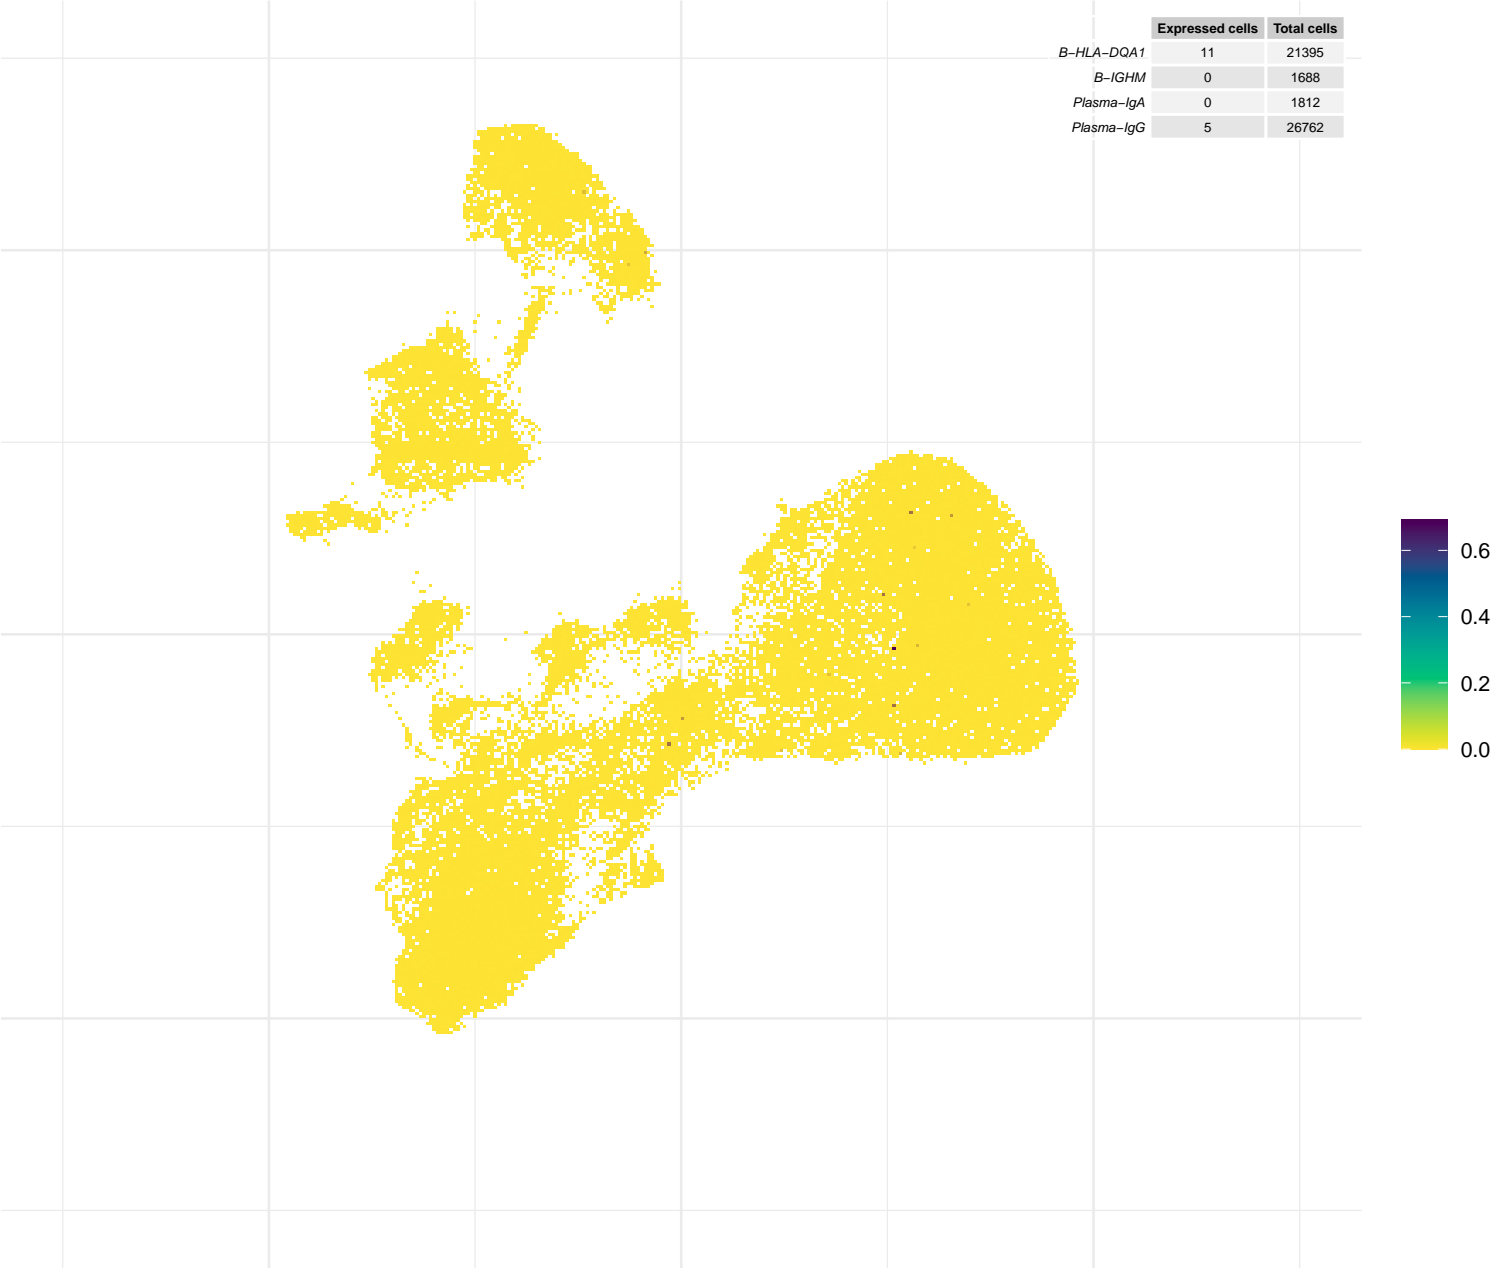 Expressed cells Total cells
B−HLA−DQA1 11 21395
B−IGHM 0 1688
Plasma−IgA 0 1812
Plasma−IgG 5 26762
0.6
0.4
0.2
0.0